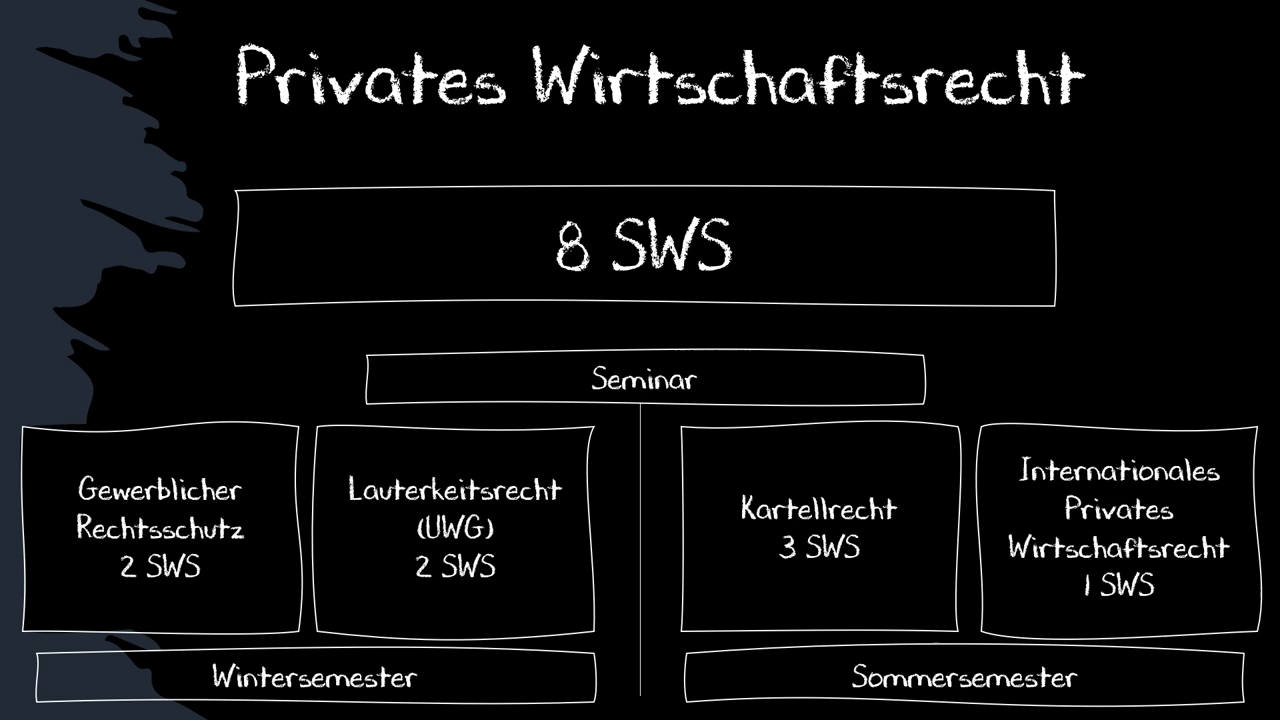 Privates Wirtschaftsrecht
8 SWS
Seminar
Gewerblicher
Rechtsschutz
2 SWS
Lauterkeitsrecht
(UWG)
2 SWS
Kartellrecht
3 SWS
Internationales
Privates
Wirtschaftsrecht
1 SWS
Wintersemester
Sommersemester